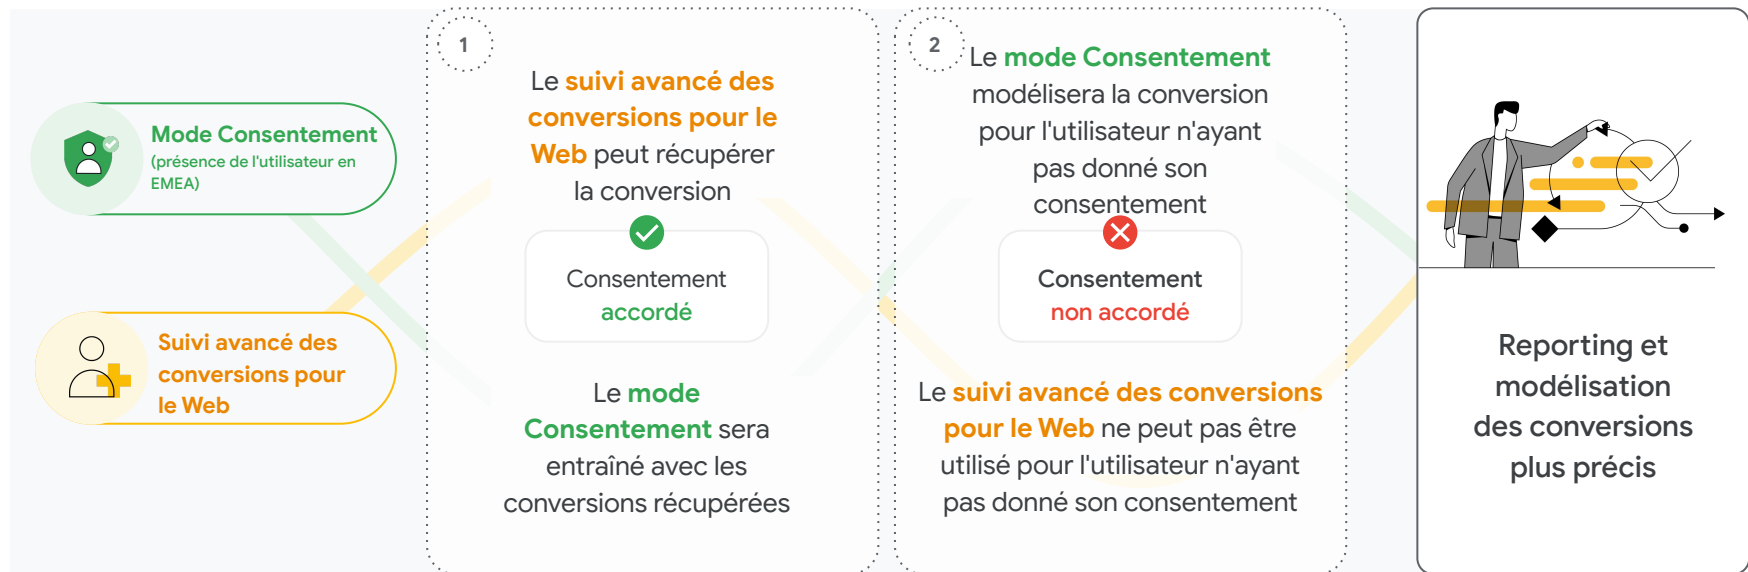 Mode Consentement
(présence de l'utilisateur en
EMEA)
Suivi avancé des
conversions pour
le Web
1
Le suivi avancé des
conversions pour le
Web peut récupérer
la conversion
Consentement
accordé
Le mode
Consentement sera
entraîné avec les
conversions récupérées
2
Le mode Consentement
modélisera la conversion
pour l'utilisateur n'ayant
pas donné son
consentement
Consentement
non accordé
Le suivi avancé des conversions
pour le Web ne peut pas être
utilisé pour l'utilisateur n'ayant
pas donné son consentement
Reporting et
modélisation
des conversions
plus précis